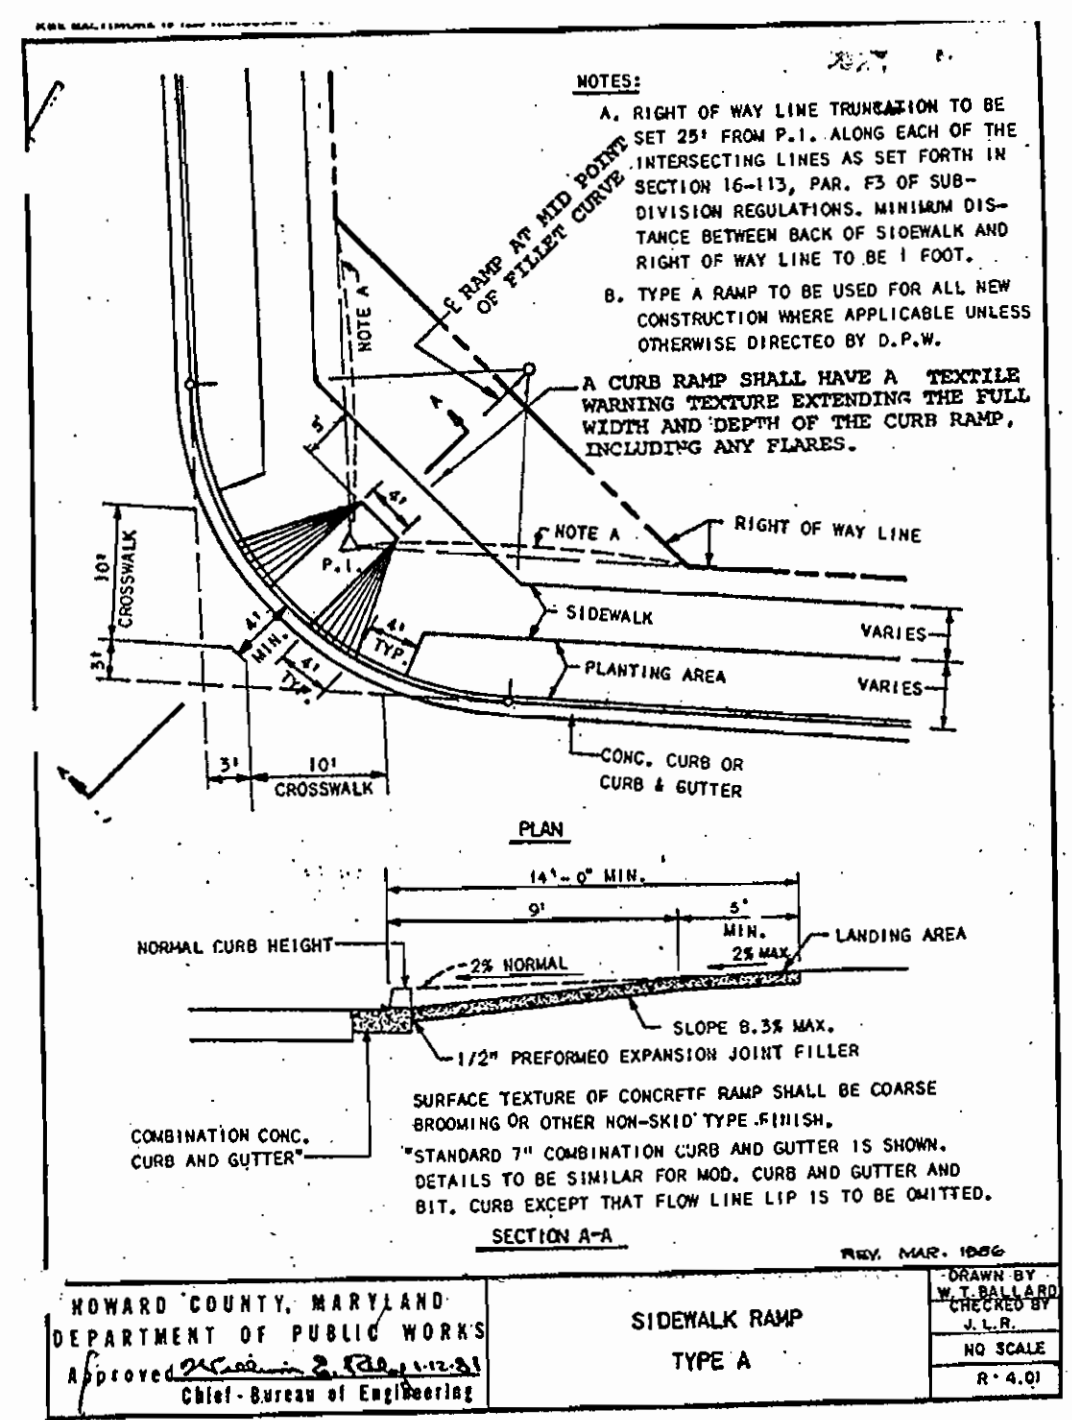 NOTES:
A. RIGHT OF WAY LINE TRUNCATION TO BE
SET 25' FROM P.I. ALONG EACH OF THE
INTERSECTING LINES AS SET FORTH IN
SECTION 16-113, PAR. F3 OF SUB-
DIVISION REGULATIONS. MINIMUM DIS-
TANCE BETWEEN BACK OF SIDEWALK AND
RIGHT OF WAY LINE TO BE 1 FOOT.
B. TYPE A RAMP TO BE USED FOR ALL NEW
CONSTRUCTION WHERE APPLICABLE UNLESS
OTHERWISE DIRECTED BY D.P.W.
A CURB RAMP SHALL HAVE A TEXTILE
WARNING TEXTURE EXTENDING THE FULL
WIDTH AND DEPTH OF THE CURB RAMP,
INCLUDING ANY FLARES.
℄ RAMP AT MID POINT
OF FILLET CURVE
NOTE A
A
5'
4'
NOTE A
RIGHT OF WAY LINE
P.I.
10'
CROSSWALK
SIDEWALK
VARIES
4'
MIN.
4'
TYP.
3'
4'
TYP.
PLANTING AREA
VARIES
A
3'
10'
CROSSWALK
CONC. CURB OR
CURB & GUTTER
PLAN
14'-0" MIN.
9'
5'
MIN.
NORMAL CURB HEIGHT
2% NORMAL
2% MAX.
LANDING AREA
SLOPE 8.3% MAX.
1/2" PREFORMED EXPANSION JOINT FILLER
SURFACE TEXTURE OF CONCRETE RAMP SHALL BE COARSE
BROOMING OR OTHER NON-SKID TYPE FINISH.
COMBINATION CONC.
CURB AND GUTTER"
"STANDARD 7" COMBINATION CURB AND GUTTER IS SHOWN.
DETAILS TO BE SIMILAR FOR MOD. CURB AND GUTTER AND
BIT. CURB EXCEPT THAT FLOW LINE LIP IS TO BE OMITTED.
SECTION A-A
REV. MAR. 1986
HOWARD COUNTY, MARYLAND
DEPARTMENT OF PUBLIC WORKS
Approved 1-12-81
Chief - Bureau of Engineering
SIDEWALK RAMP
TYPE A
DRAWN BY
W.T. BALLARD
CHECKED BY
J.L.R.
NO SCALE
R-4.01